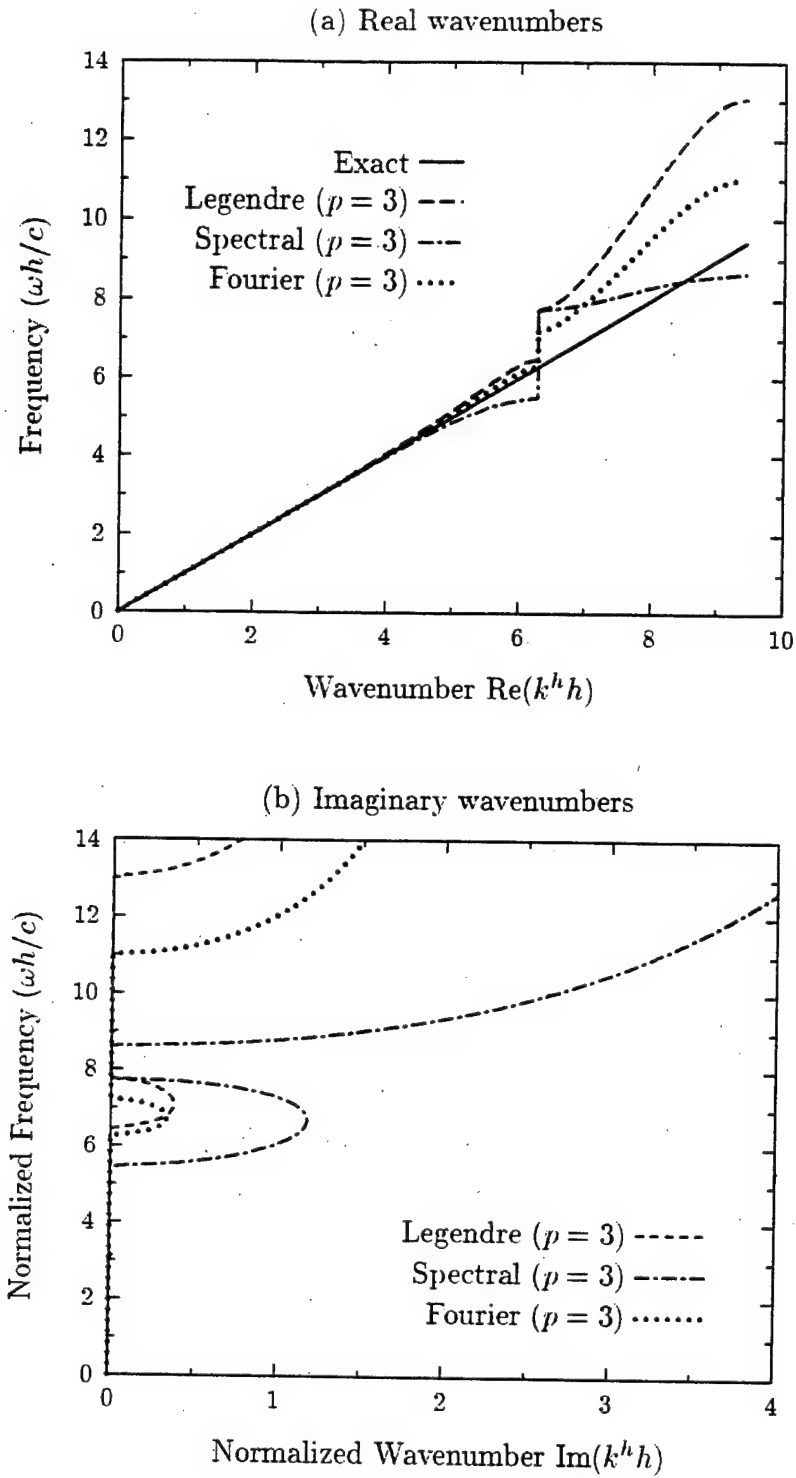 (a) Real wavenumbers
14
12
10
8
6
4
2
0
Frequency (ωh/c)
Exact
Legendre (p = 3)
Spectral (p = 3)
Fourier (p = 3)
0 2 4 6 8 10
Wavenumber Re(kʰh)
(b) Imaginary wavenumbers
14
12
10
8
6
4
2
0
Normalized Frequency (ωh/c)
Legendre (p = 3)
Spectral (p = 3)
Fourier (p = 3)
0 1 2 3 4
Normalized Wavenumber Im(kʰh)